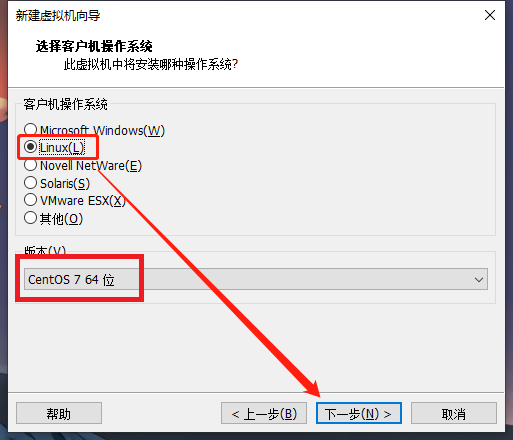 新建虚拟机向导
选择客户机操作系统
此虚拟机中将安装哪种操作系统?
客户机操作系统
Microsoft Windows(W)
Linux(L)
Novell NetWare(E)
Solaris(S)
VMware ESX(X)
其他(O)
版本(V)
CentOS 7 64 位
帮助
< 上一步(B)
下一步(N) >
取消